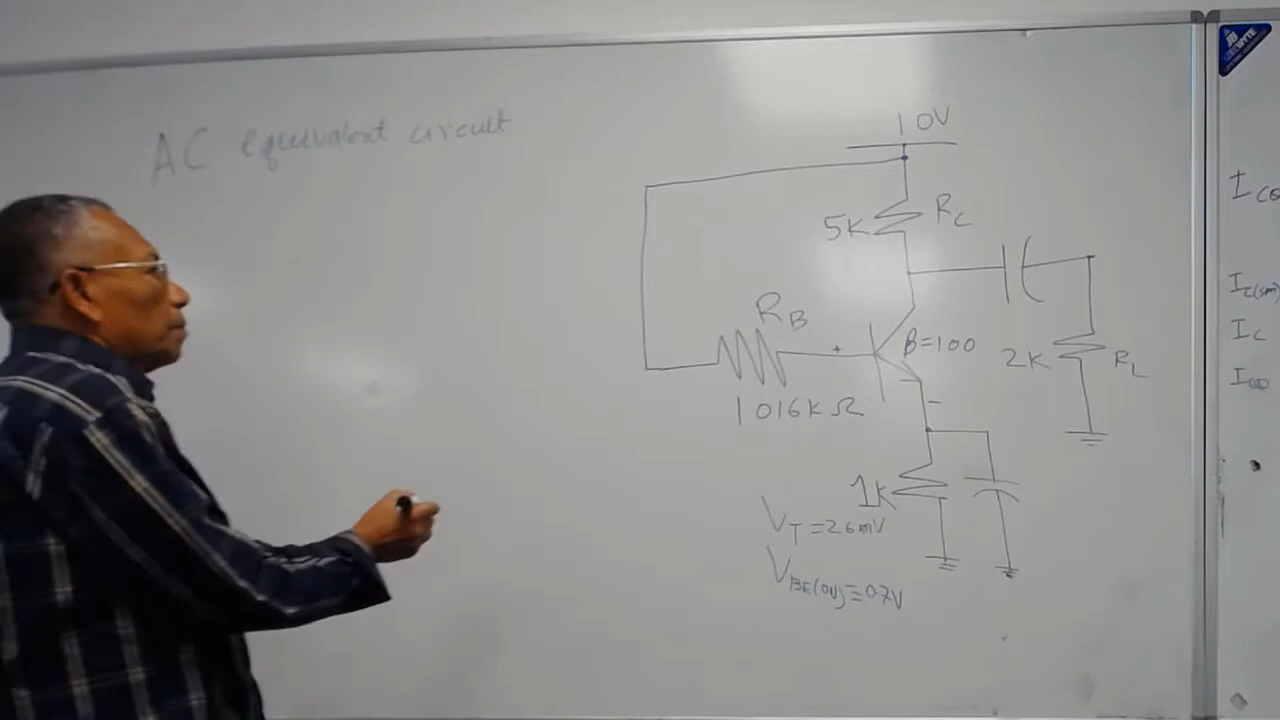 AC equivalent circuit
10V
5K
RC
RB
1016KΩ
β=100
2K
RL
1K
VT=26mV
VBE(ON)=0.7V
IC